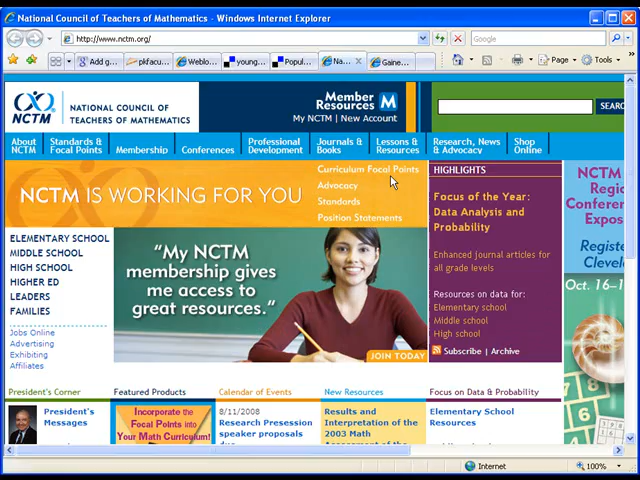 National Council of Teachers of Mathematics - Windows Internet Explorer
http://www.nctm.org/
Google
Add g...
pkfacu...
Weblo...
young...
Popul...
Na...
Gaine...
Page
Tools
NCTM
NATIONAL COUNCIL OF
TEACHERS OF MATHEMATICS
Member
Resources M
My NCTM | New Account
SEARC
About
NCTM
Standards &
Focal Points
Membership
Conferences
Professional
Development
Journals &
Books
Lessons &
Resources
Research, News
& Advocacy
Shop
Online
NCTM IS WORKING FOR YOU
Curriculum Focal Points
Advocacy
Standards
Position Statements
ELEMENTARY SCHOOL
MIDDLE SCHOOL
HIGH SCHOOL
HIGHER ED
LEADERS
FAMILIES
Jobs Online
Advertising
Exhibiting
Affiliates
“My NCTM
membership gives
me access to
great resources.”
JOIN TODAY
HIGHLIGHTS
Focus of the Year:
Data Analysis and
Probability
Enhanced journal articles for
all grade levels
Resources on data for:
Elementary school
Middle school
High school
Subscribe | Archive
NCTM
Regio
Conferenc
Expos
Registe
Clevel
Oct. 16-1
President's Corner
President's
Messages
Featured Products
Incorporate the
Focal Points into
Your Math Curriculum!
Calendar of Events
8/11/2008
Research Presession
speaker proposals
due
New Resources
Results and
Interpretation of the
2003 Math
Assessment of the
Focus on Data & Probability
Elementary School
Resources
Internet
100%